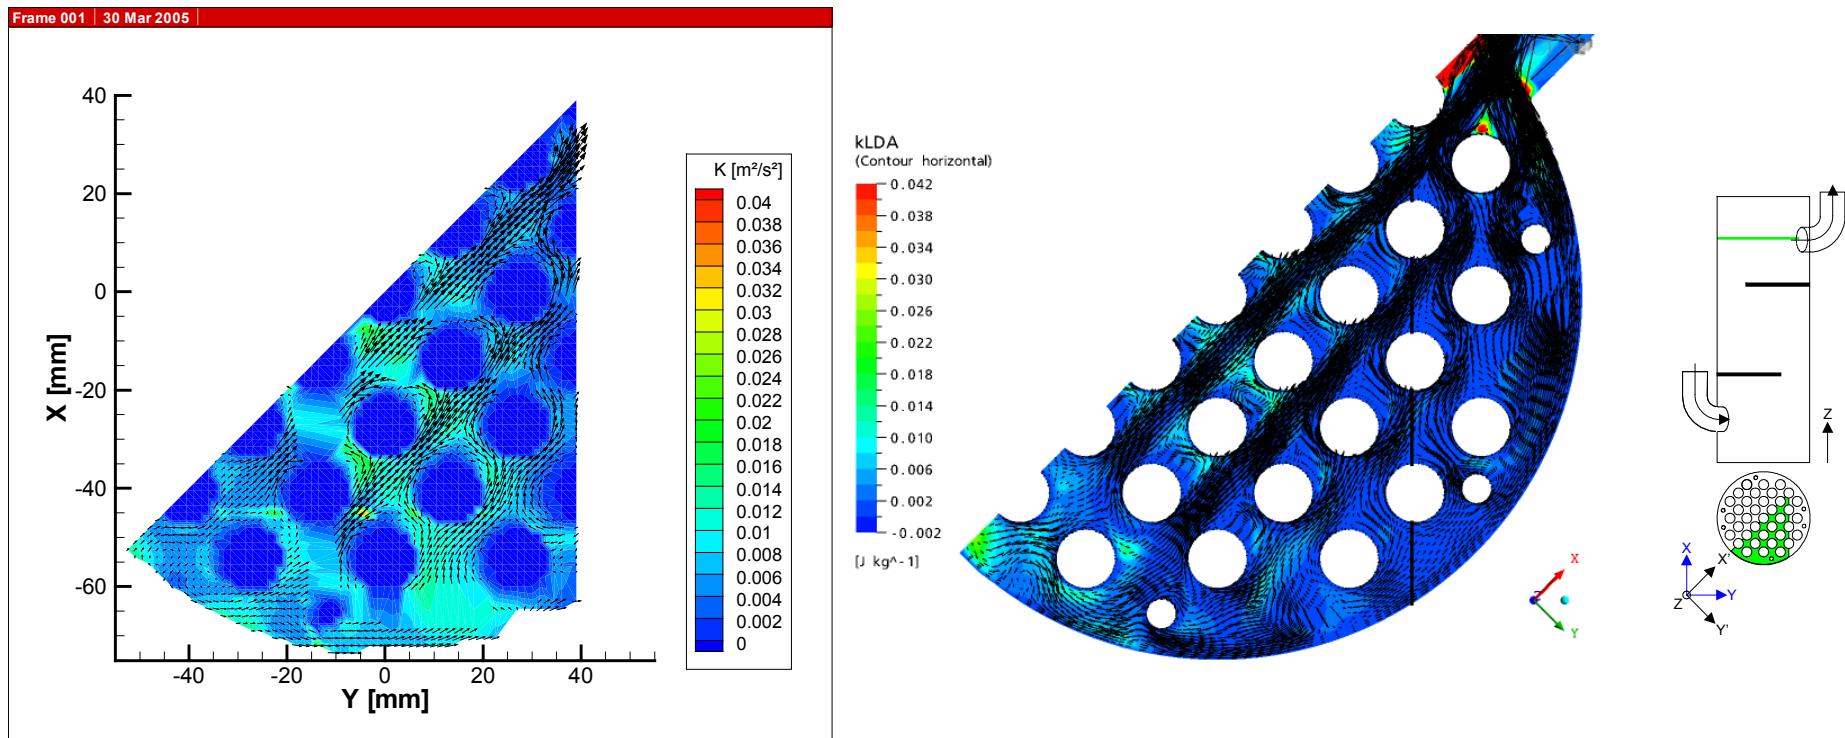 Frame 001 | 30 Mar 2005
40
20
0
-20
-40
-60
X [mm]
-40
-20
0
20
40
Y [mm]
K [m²/s²]
0.04
0.038
0.036
0.034
0.032
0.03
0.028
0.026
0.024
0.022
0.02
0.018
0.016
0.014
0.012
0.01
0.008
0.006
0.004
0.002
0
kLDA
(Contour horizontal)
0.042
0.038
0.034
0.030
0.026
0.022
0.018
0.014
0.010
0.006
0.002
-0.002
[J kg^-1]
X
Z
Y
Z
X
X'
Y
Z
Y'